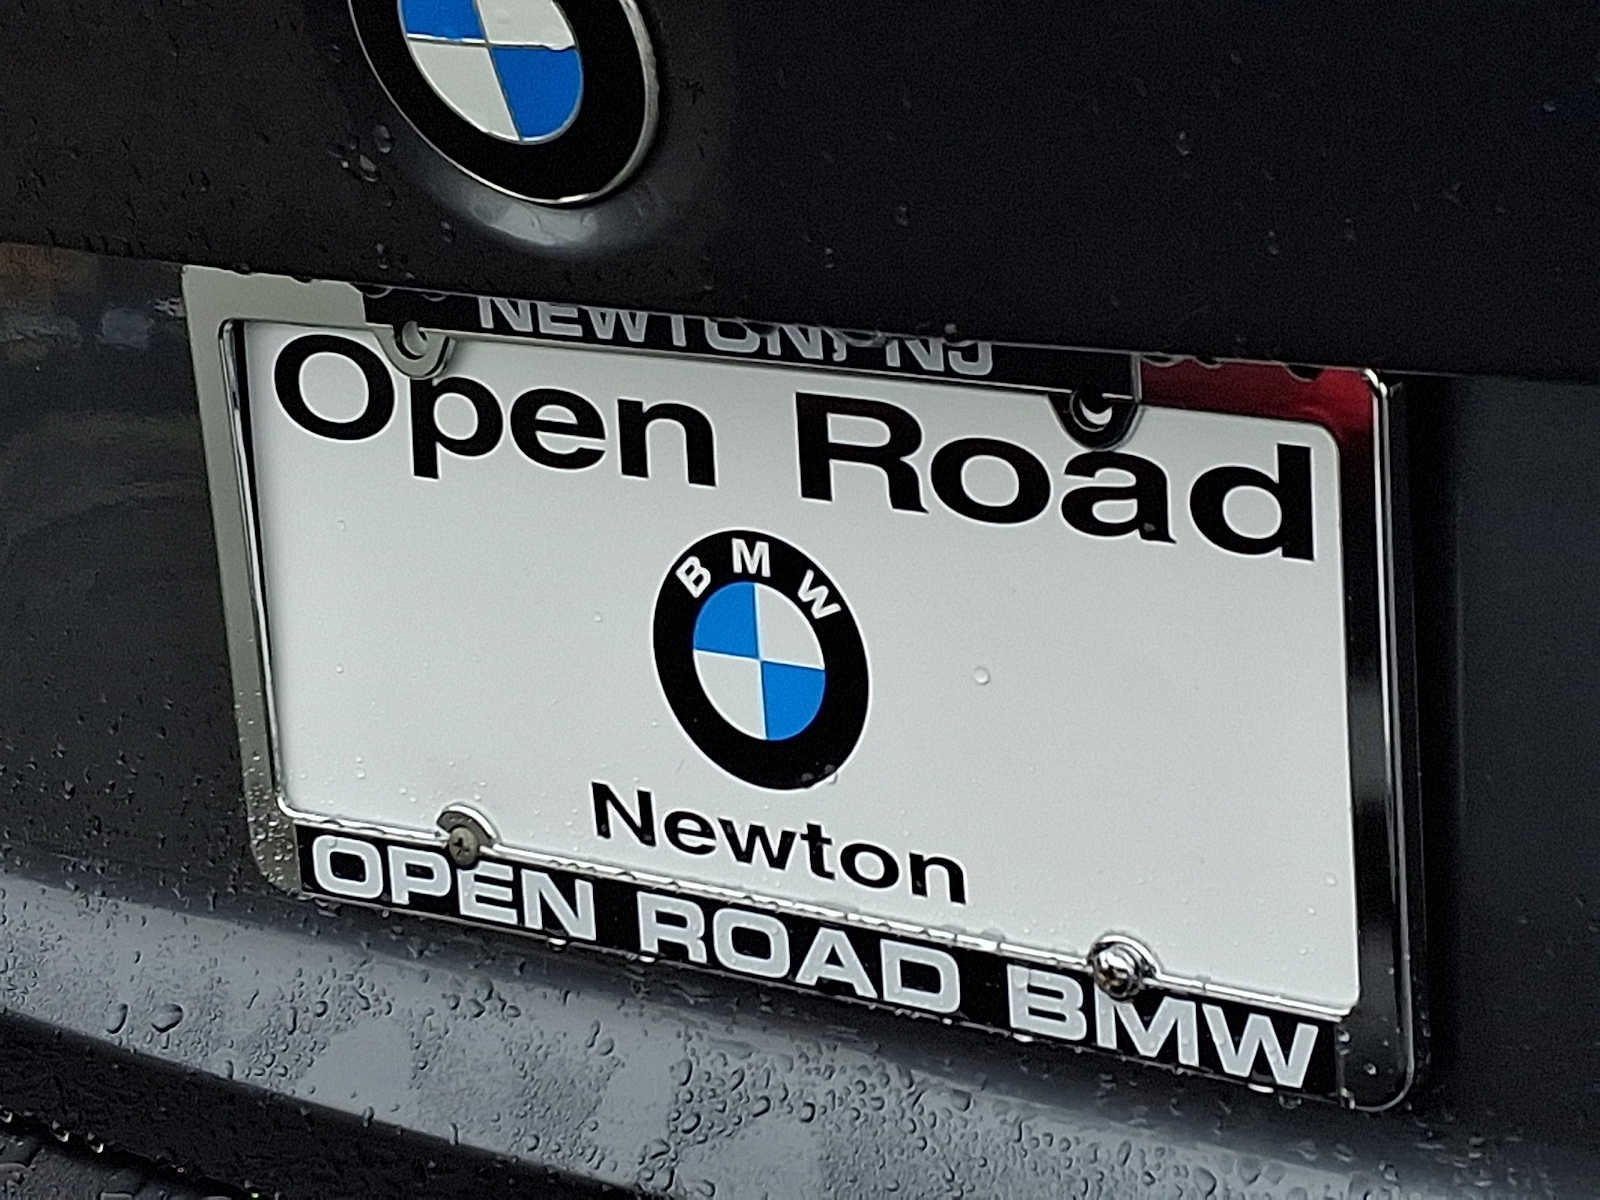 NEWTON, NJ
Open Road
BMW
Newton
OPEN ROAD BMW